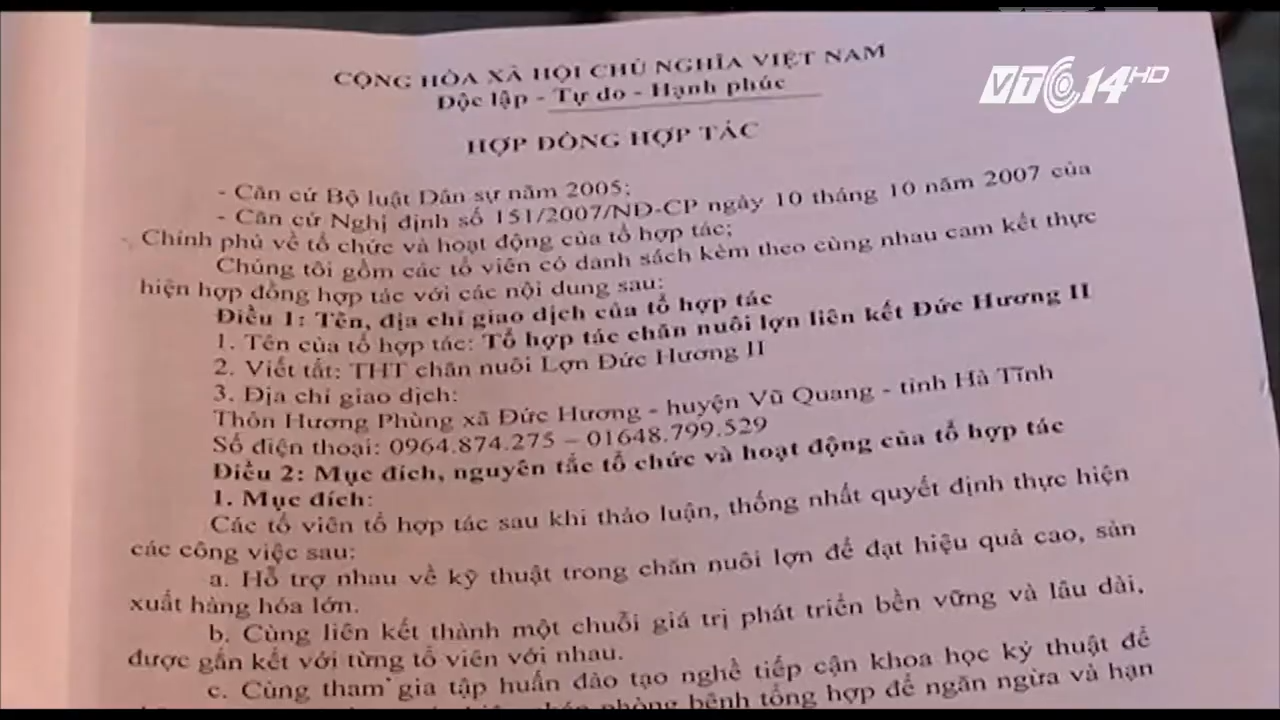 VTC14 HD
CỘNG HÒA XÃ HỘI CHỦ NGHĨA VIỆT NAM
Độc lập - Tự do - Hạnh phúc
HỢP ĐỒNG HỢP TÁC
- Căn cứ Bộ luật Dân sự năm 2005;
- Căn cứ Nghị định số 151/2007/NĐ-CP ngày 10 tháng 10 năm 2007 của
Chính phủ về tổ chức và hoạt động của tổ hợp tác;
Chúng tôi gồm các tổ viên có danh sách kèm theo cùng nhau cam kết thực
hiện hợp đồng hợp tác với các nội dung sau:
Điều 1: Tên, địa chỉ giao dịch của tổ hợp tác
1. Tên của tổ hợp tác: Tổ hợp tác chăn nuôi lợn liên kết Đức Hương II
2. Viết tắt: THT chăn nuôi Lợn Đức Hương II
3. Địa chỉ giao dịch:
Thôn Hương Phùng xã Đức Hương - huyện Vũ Quang - tỉnh Hà Tĩnh
Số điện thoại: 0964.874.275 – 01648.799.529
Điều 2: Mục đích, nguyên tắc tổ chức và hoạt động của tổ hợp tác
1. Mục đích:
Các tổ viên tổ hợp tác sau khi thảo luận, thống nhất quyết định thực hiện
các công việc sau:
a. Hỗ trợ nhau về kỹ thuật trong chăn nuôi lợn để đạt hiệu quả cao, sản
xuất hàng hóa lớn.
b. Cùng liên kết thành một chuỗi giá trị phát triển bền vững và lâu dài,
được gắn kết với từng tổ viên với nhau.
c. Cùng tham gia tập huấn đào tạo nghề tiếp cận khoa học kỹ thuật để
phòng bệnh tổng hợp để ngăn ngừa và hạn